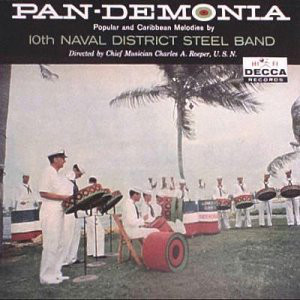 PAN-DEMONIA
Popular and Caribbean Melodies by
10th NAVAL DISTRICT STEEL BAND
Directed by Chief Musician Charles A. Roeper, U. S. N.
DECCA
RECORDS